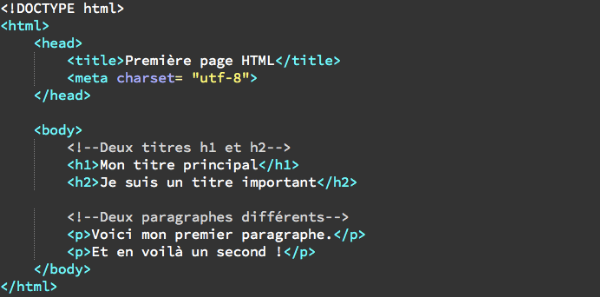 <!DOCTYPE html>
<html>
<head>
<title>Première page HTML</title>
<meta charset= "utf-8">
</head>
<body>
<!--Deux titres h1 et h2-->
<h1>Mon titre principal</h1>
<h2>Je suis un titre important</h2>
<!--Deux paragraphes différents-->
<p>Voici mon premier paragraphe.</p>
<p>Et en voilà un second !</p>
</body>
</html>